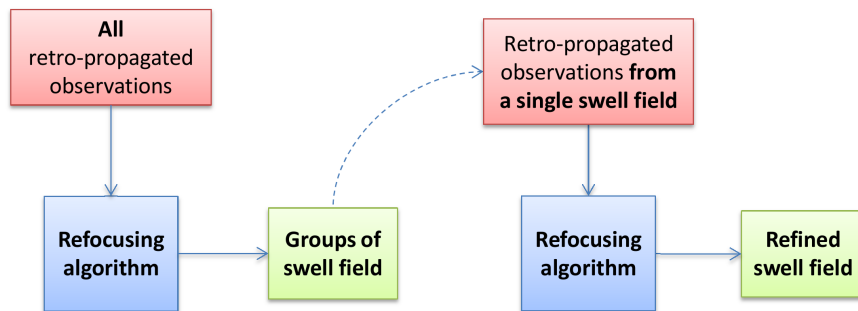 All
retro-propagated
observations
Refocusing
algorithm
Groups of
swell field
Retro-propagated
observations from
a single swell field
Refocusing
algorithm
Refined
swell field